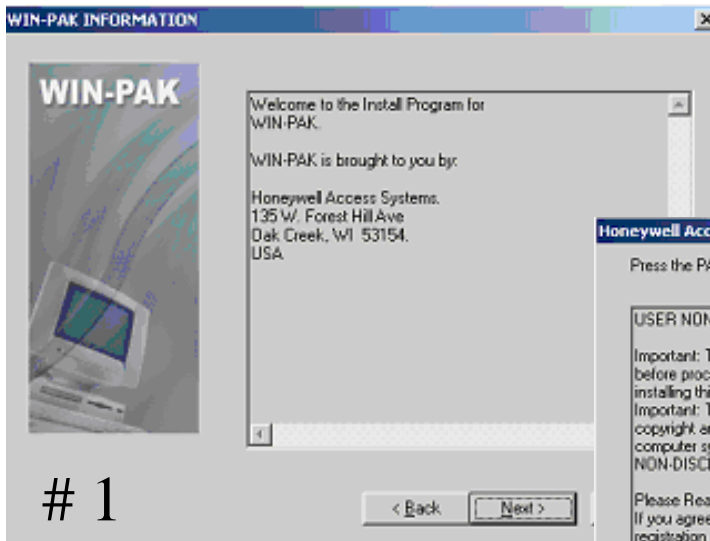 WIN-PAK INFORMATION
WIN-PAK
Welcome to the Install Program for
WIN-PAK.
WIN-PAK is brought to you by:
Honeywell Access Systems.
135 W. Forest Hill Ave
Oak Creek, WI 53154.
USA
# 1
< Back
Next >
Honeywell Acc
Press the PA
USER NON
Important: T
before proc
installing thi
Important: T
copyright a
computer sy
NON-DISCL
Please Rea
If you agree
registration